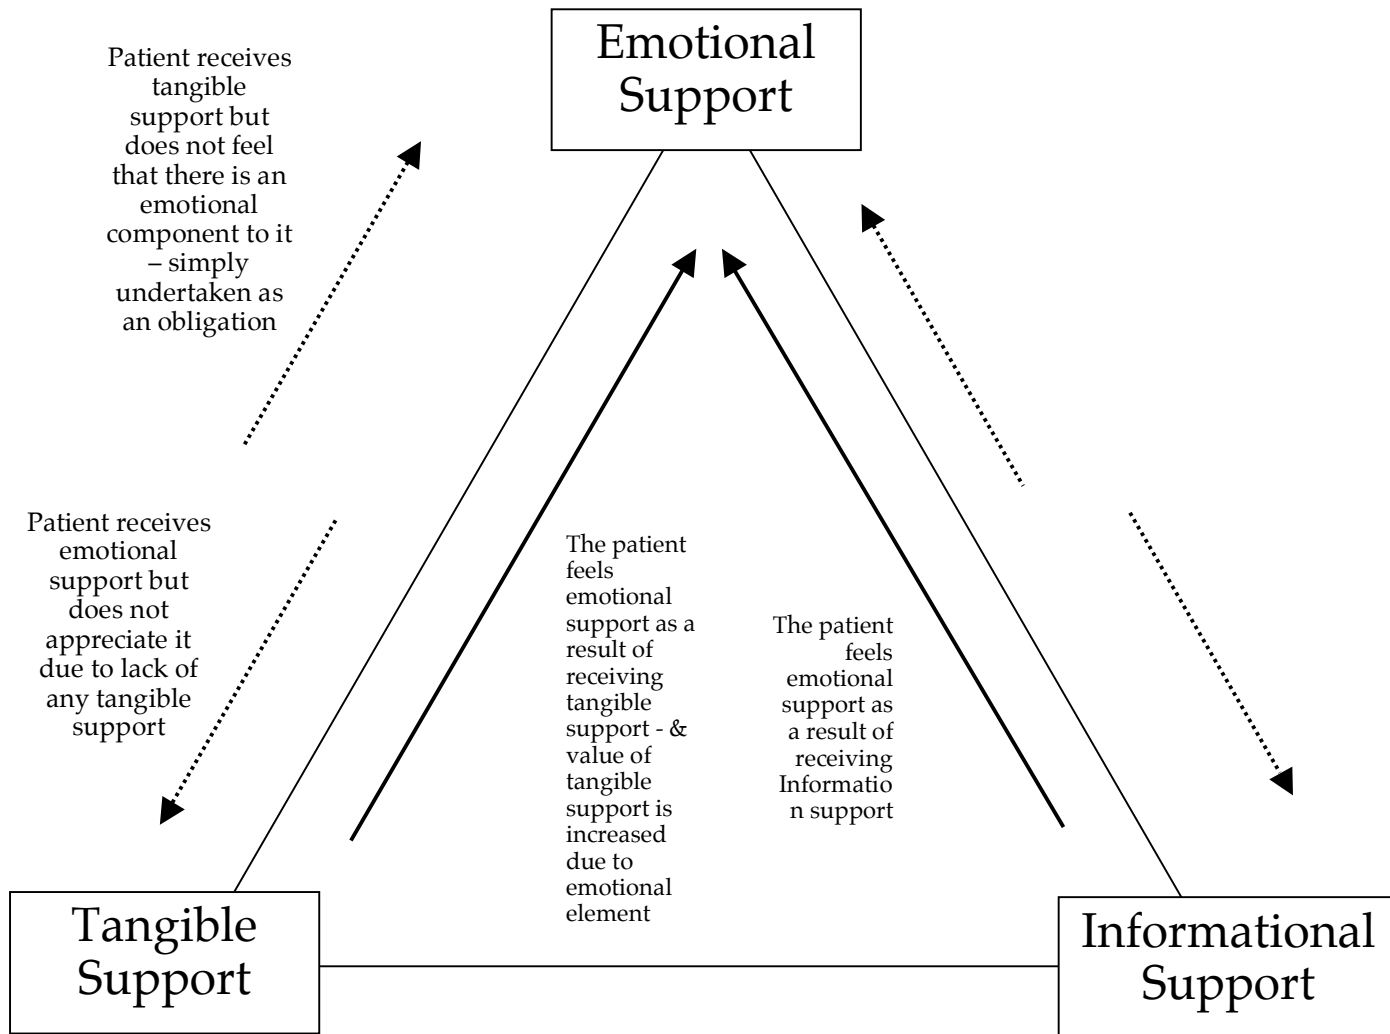 Emotional
Support
Patient receives
tangible
support but
does not feel
that there is an
emotional
component to it
– simply
undertaken as
an obligation
Patient receives
emotional
support but
does not
appreciate it
due to lack of
any tangible
support
The patient
feels
emotional
support as a
result of
receiving
tangible
support - &
value of
tangible
support is
increased
due to
emotional
element
The patient
feels
emotional
support as
a result of
receiving
Informatio
n support
Tangible
Support
Informational
Support